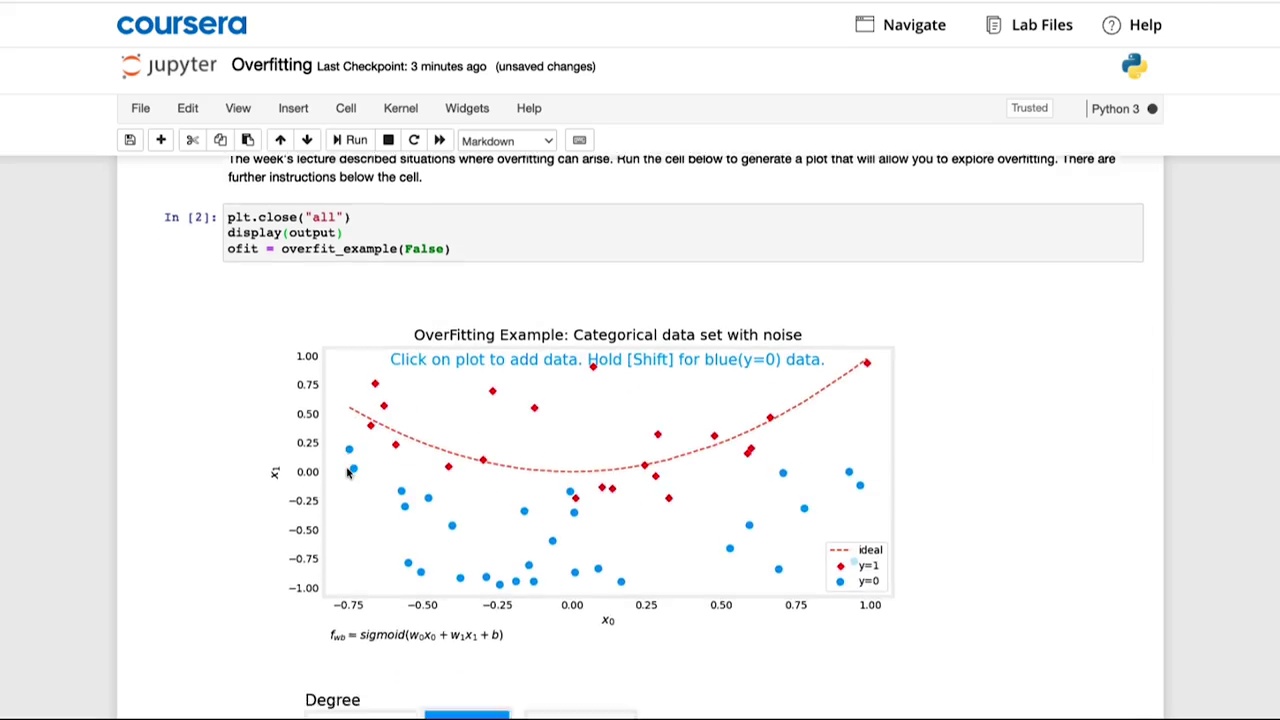 coursera
Navigate
Lab Files
Help
jupyter Overfitting Last Checkpoint: 3 minutes ago (unsaved changes)
File Edit View Insert Cell Kernel Widgets Help
Trusted
Python 3
Run
Markdown
The week's lecture described situations where overfitting can arise. Run the cell below to generate a plot that will allow you to explore overfitting. There are
further instructions below the cell.
In [2]:
plt.close("all")
display(output)
ofit = overfit_example(False)
OverFitting Example: Categorical data set with noise
Click on plot to add data. Hold [Shift] for blue(y=0) data.
1.00
0.75
0.50
0.25
0.00
−0.25
−0.50
−0.75
−1.00
x₁
ideal
y=1
y=0
−0.75 −0.50 −0.25 0.00 0.25 0.50 0.75 1.00
x₀
f_wb = sigmoid(w₀x₀ + w₁x₁ + b)
Degree